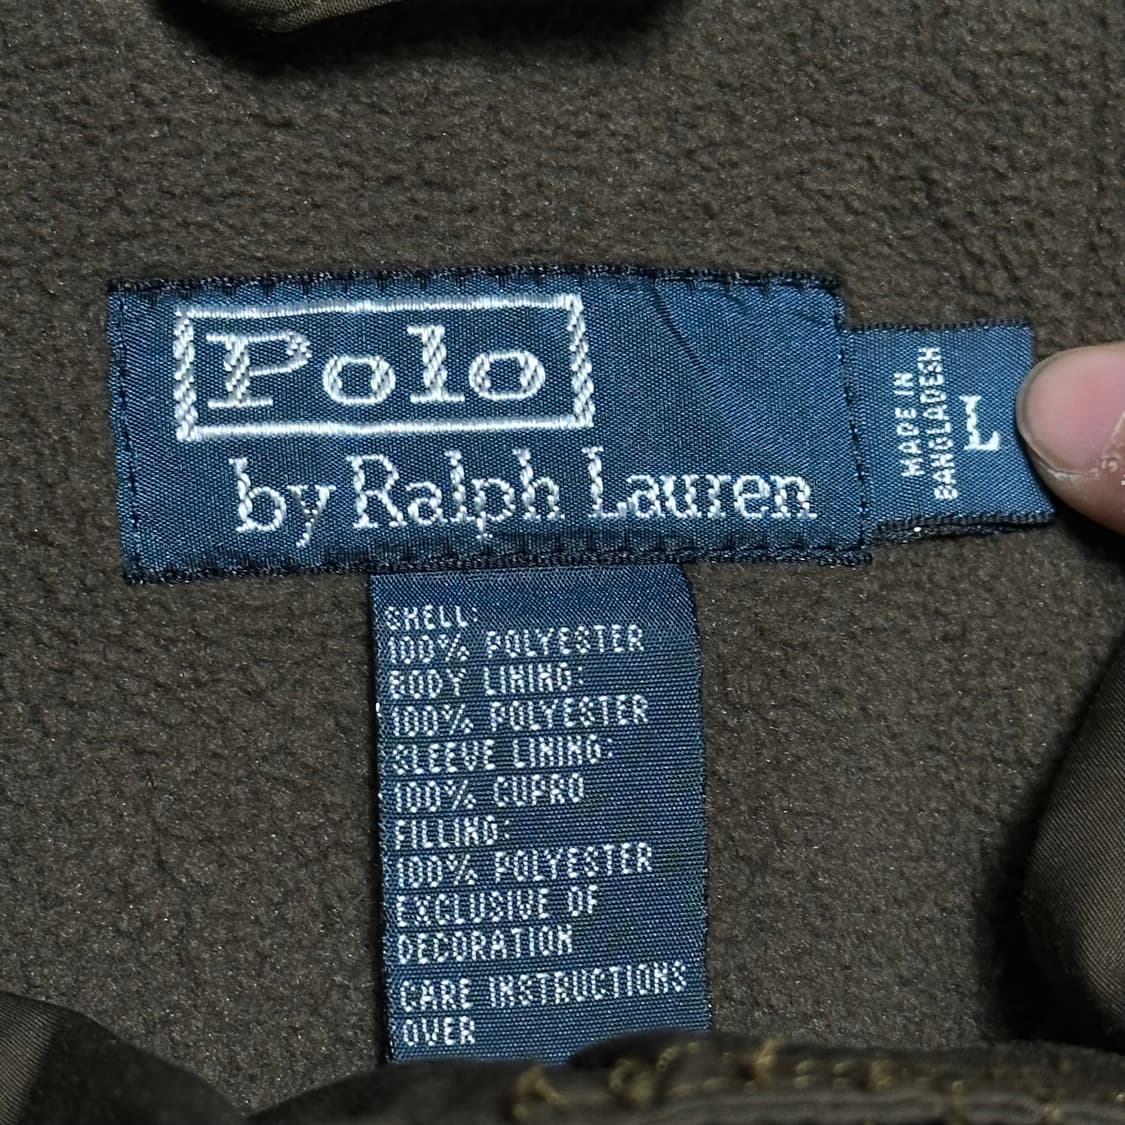 Polo
by Ralph Lauren
MADE IN
BANGLADESH
L
SHELL:
100% POLYESTER
BODY LINING:
100% POLYESTER
SLEEVE LINING:
100% CUPRO
FILLING:
100% POLYESTER
EXCLUSIVE OF
DECORATION
CARE INSTRUCTIONS
OVER